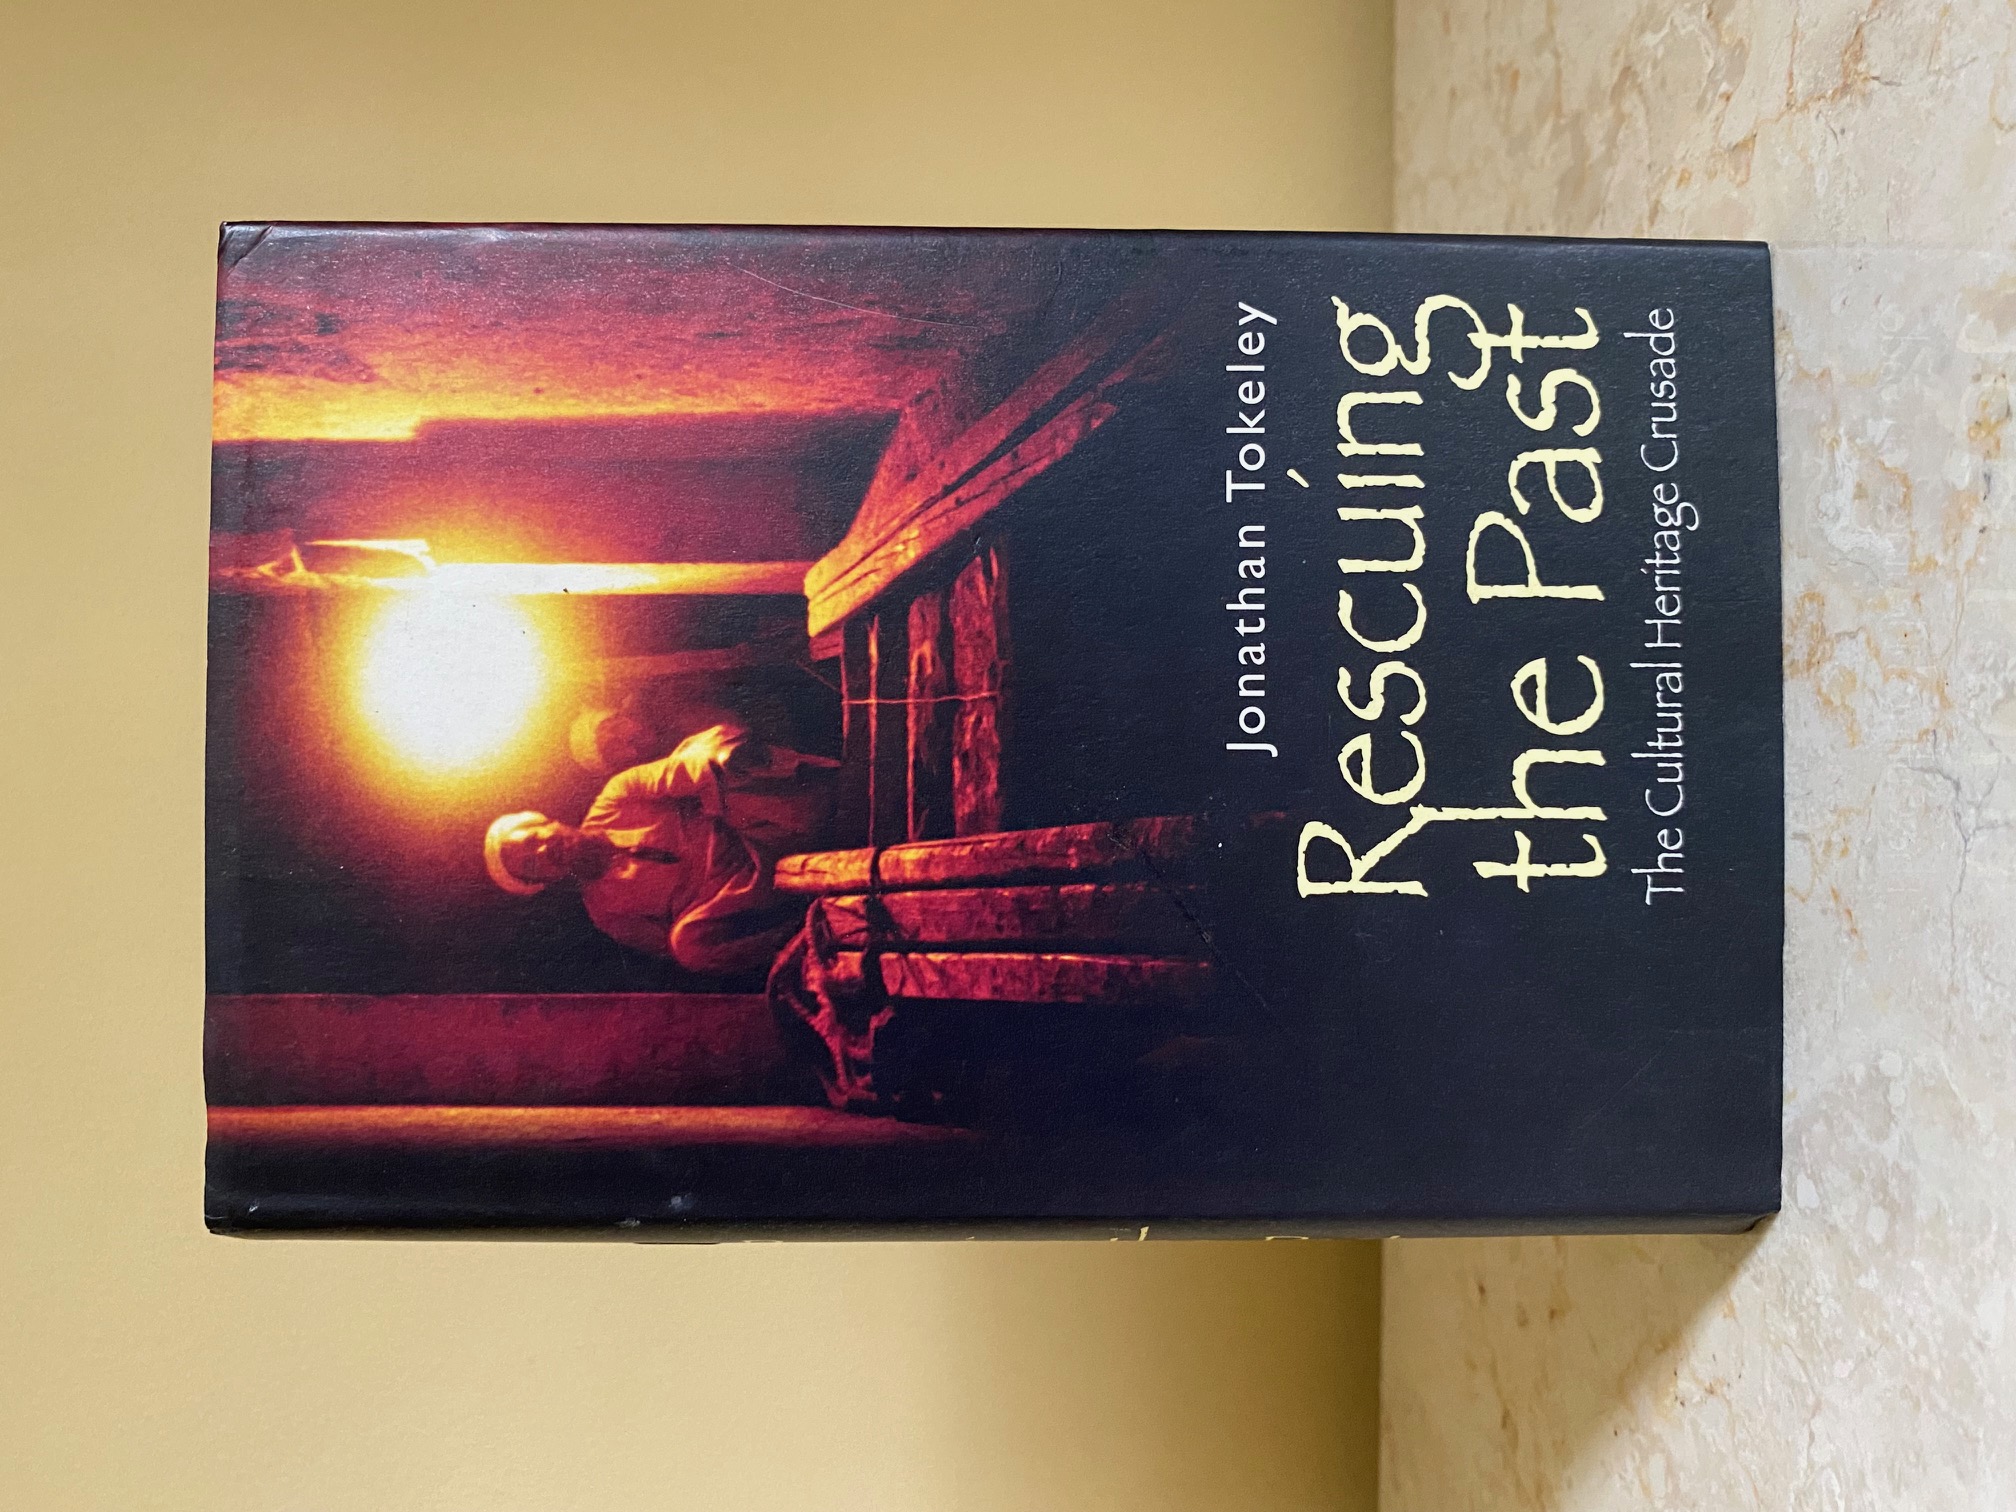 Jonathan Tokeley
Rescuing
the Past
The Cultural Heritage Crusade